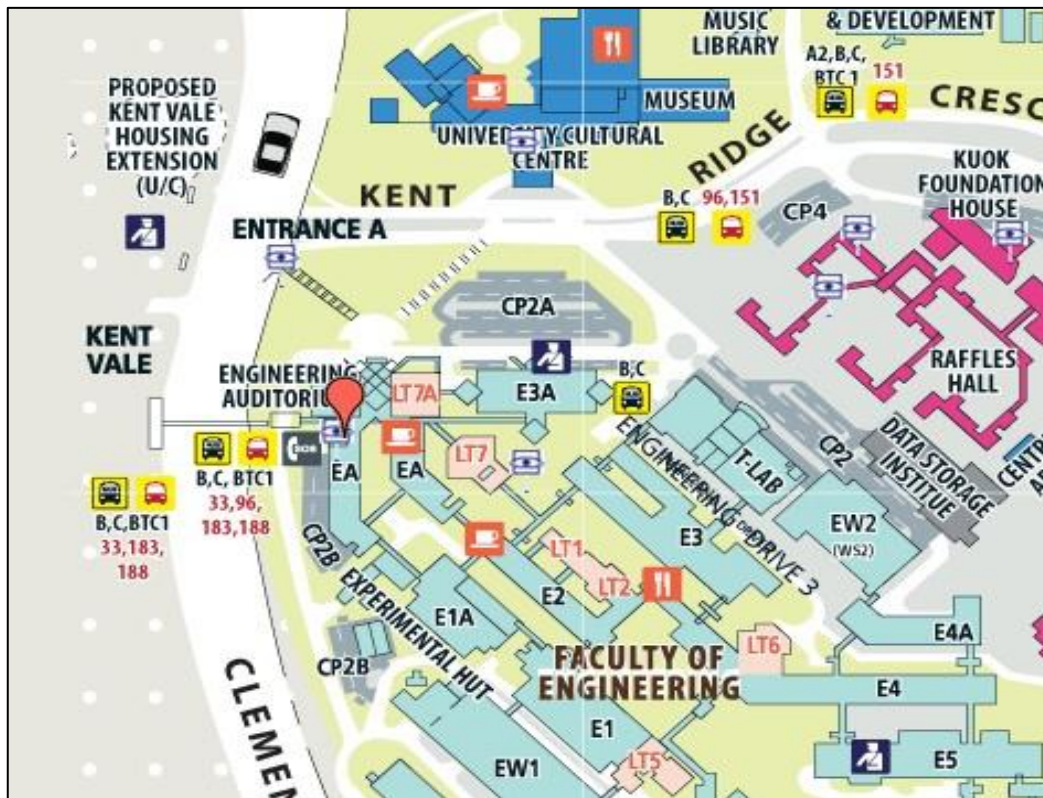 MUSIC
LIBRARY
& DEVELOPMENT
A2,B,C,
BTC 1
151
PROPOSED
KENT VALE
HOUSING
EXTENSION
(U/C)
MUSEUM
UNIVERSITY CULTURAL
CENTRE
KENT
RIDGE
CRESC
KUOK
FOUNDATION
HOUSE
B,C
96,151
CP4
ENTRANCE A
CP2A
KENT
VALE
ENGINEERING
AUDITORIUM
LT7A
E3A
B,C
RAFFLES
HALL
LT7
EA
EA
B,C, BTC1
33,96,
183,188
B,C,BTC1
33,183,
188
CP2B
ENGINEERING DRIVE 3
T-LAB
CP2
DATA STORAGE
INSTITUE
CENTR
EW2
(WS2)
E3
LT1
LT2
E2
EXPERIMENTAL HUT
E1A
CP2B
LT6
E4A
FACULTY OF
ENGINEERING
E4
CLEMEN
E1
EW1
LT5
E5